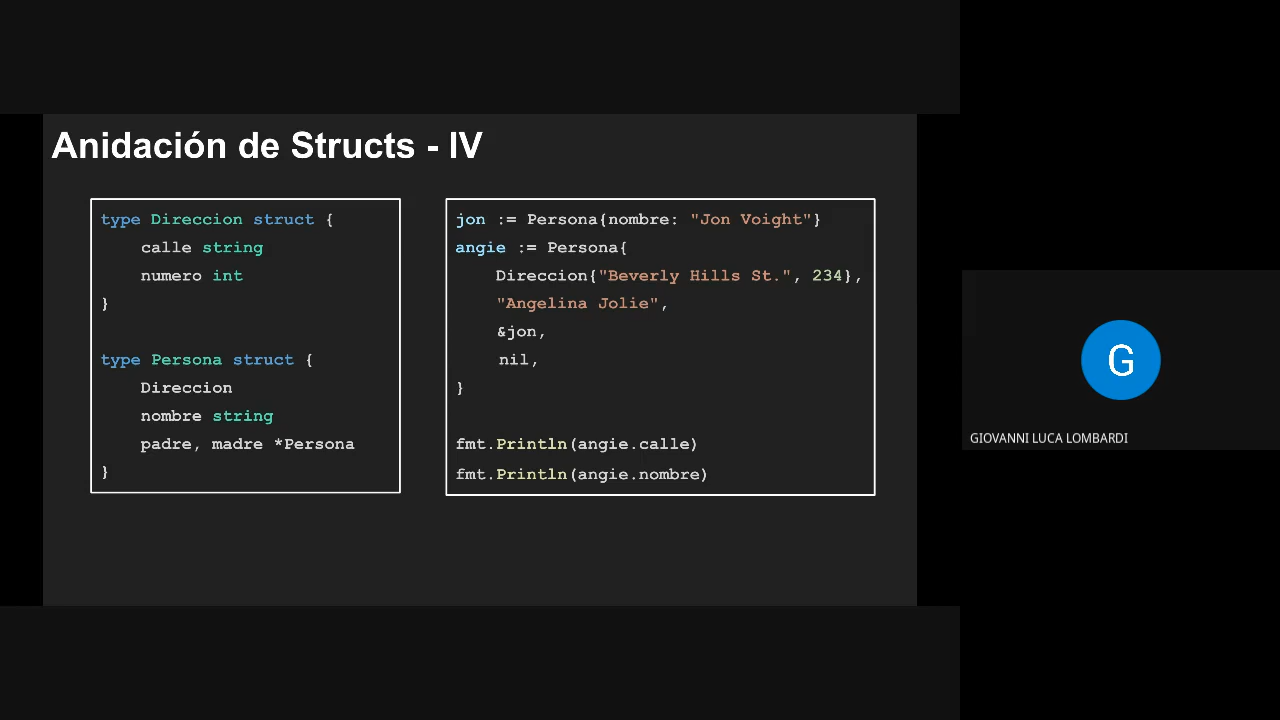 Anidación de Structs - IV
type Direccion struct {
calle string
numero int
}
type Persona struct {
Direccion
nombre string
padre, madre *Persona
}
jon := Persona{nombre: "Jon Voight"}
angie := Persona{
Direccion{"Beverly Hills St.", 234},
"Angelina Jolie",
&jon,
nil,
}
fmt.Println(angie.calle)
fmt.Println(angie.nombre)
G
GIOVANNI LUCA LOMBARDI